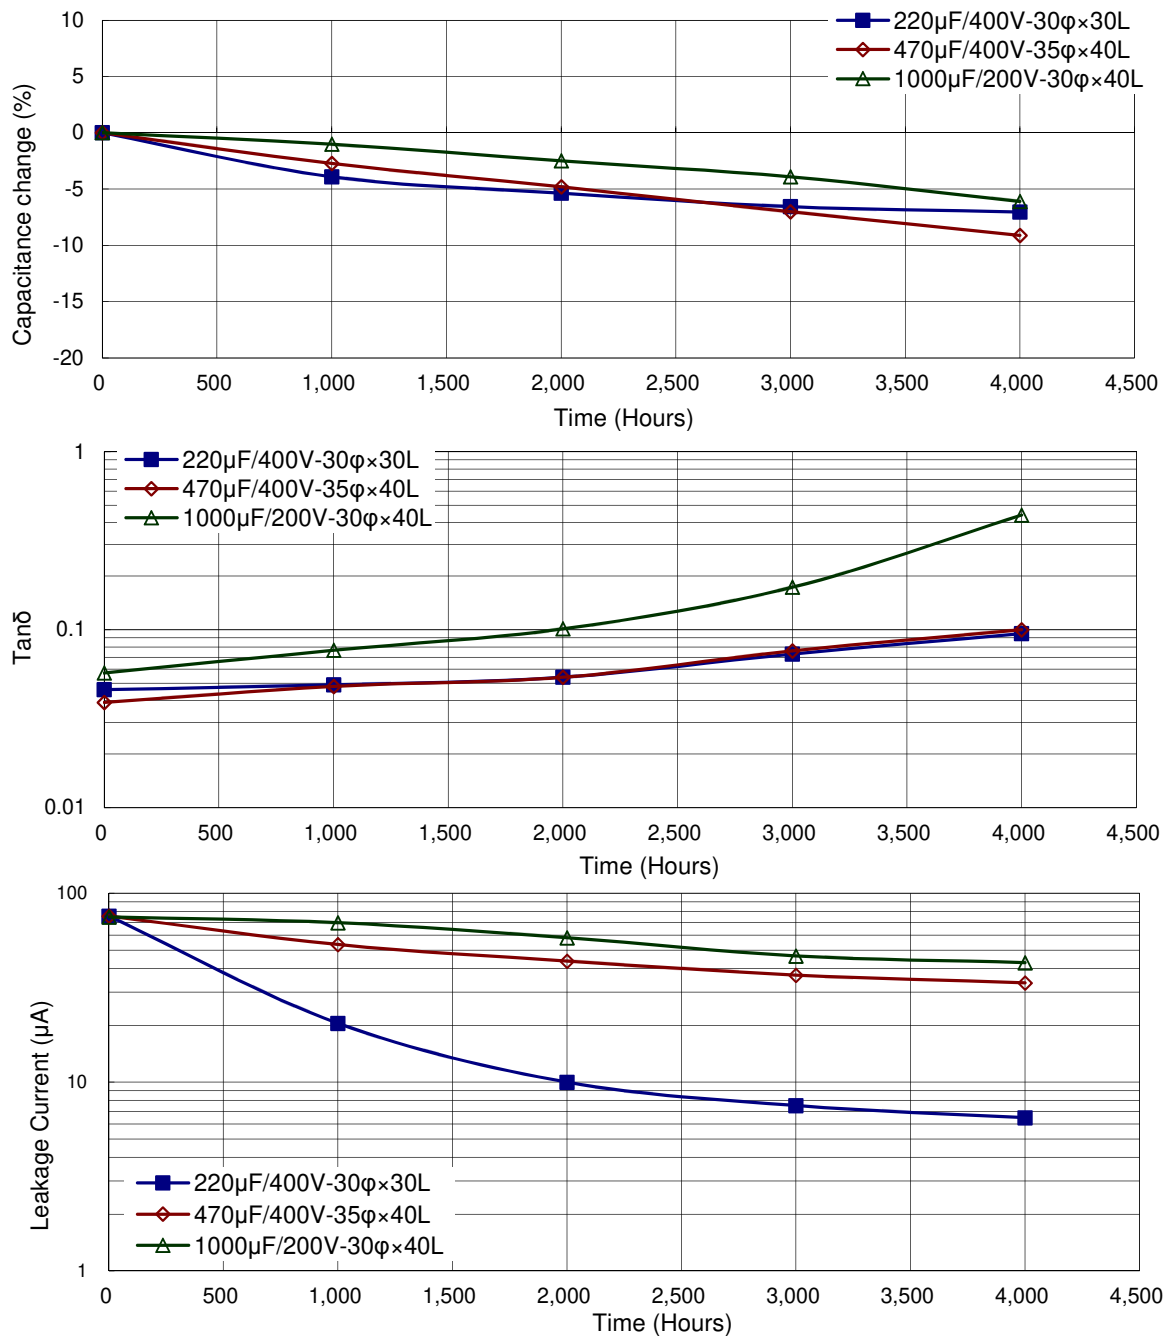 220µF/400V-30φ×30L
470µF/400V-35φ×40L
1000µF/200V-30φ×40L
Capacitance change (%)
10
5
0
-5
-10
-15
-20
0 500 1,000 1,500 2,000 2,500 3,000 3,500 4,000 4,500
Time (Hours)
220µF/400V-30φ×30L
470µF/400V-35φ×40L
1000µF/200V-30φ×40L
Tanδ
1
0.1
0.01
0 500 1,000 1,500 2,000 2,500 3,000 3,500 4,000 4,500
Time (Hours)
Leakage Current (µA)
100
10
1
220µF/400V-30φ×30L
470µF/400V-35φ×40L
1000µF/200V-30φ×40L
0 500 1,000 1,500 2,000 2,500 3,000 3,500 4,000 4,500
Time (Hours)